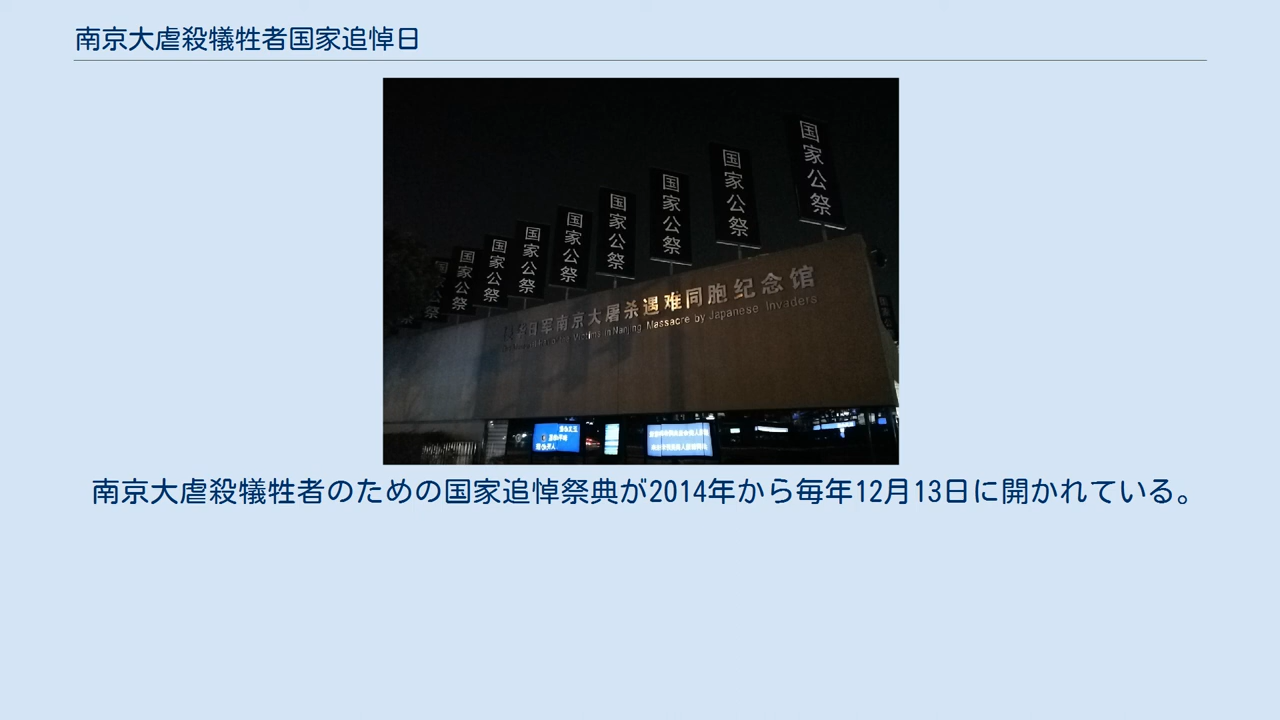 南京大虐殺犠牲者国家追悼日
国家公祭
国家公祭
国家公祭
国家公祭
国家公祭
国家公祭
国家公祭
国家公祭
国家公祭
日军南京大屠杀遇难同胞纪念馆
Victims in Nanjing Massacre by Japanese Invaders
南京大虐殺犠牲者のための国家追悼祭典が2014年から毎年12月13日に開かれている。